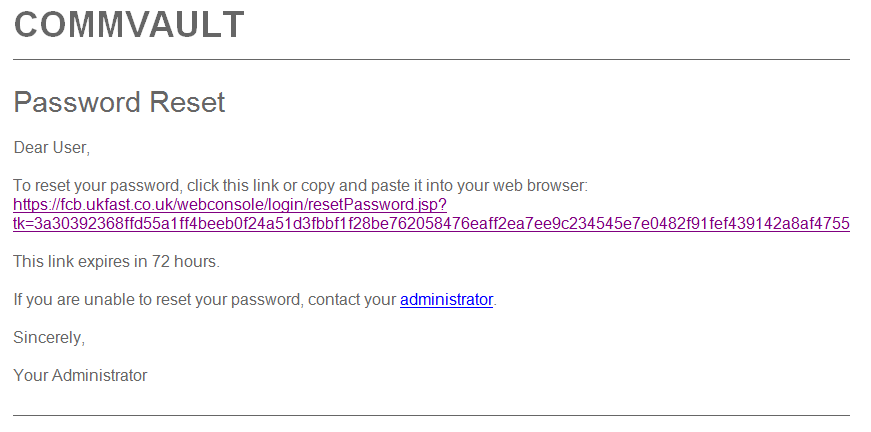 COMMVAULT
Password Reset
Dear User,
To reset your password, click this link or copy and paste it into your web browser:
https://fcb.ukfast.co.uk/webconsole/login/resetPassword.jsp?
tk=3a30392368ffd55a1ff4beeb0f24a51d3fbbf1f28be762058476eaff2ea7ee9c234545e7e0482f91fef439142a8af4755
This link expires in 72 hours.
If you are unable to reset your password, contact your administrator.
Sincerely,
Your Administrator